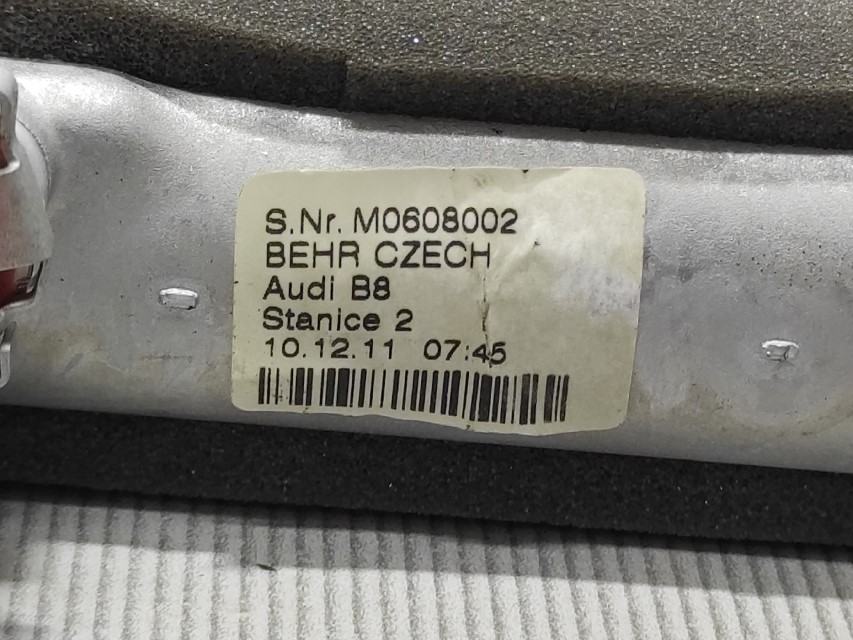 S.Nr. M0608002
BEHR CZECH
Audi B8
Stanice 2
10.12.11 07:45